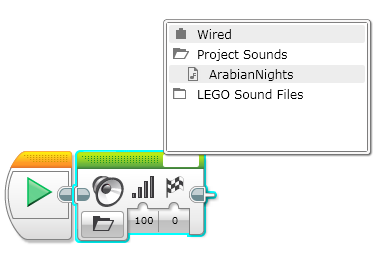 Wired
Project Sounds
ArabianNights
LEGO Sound Files
100 0